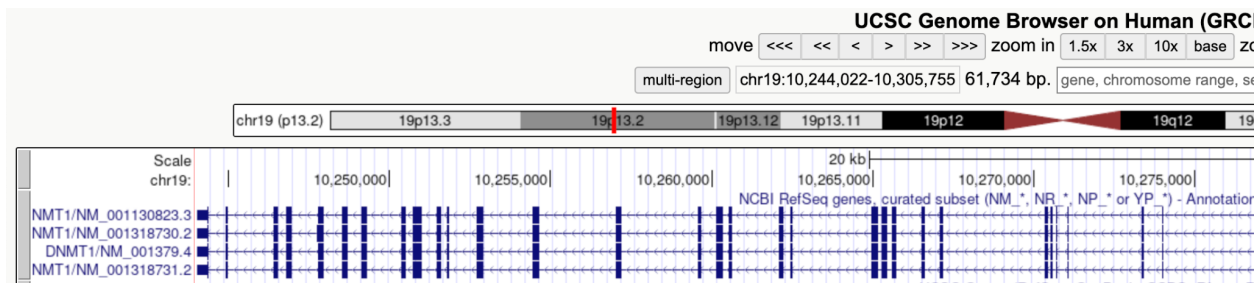 UCSC Genome Browser on Human (GRC
move <<< << < > >> >>> zoom in 1.5x 3x 10x base
multi-region chr19:10,244,022-10,305,755 61,734 bp. gene, chromosome range, se
chr19 (p13.2) 19p13.3 19p13.2 19p13.12 19p13.11 19p12 19q12 19
Scale 20 kb
chr19: 10,250,000 10,255,000 10,260,000 10,265,000 10,270,000 10,275,000
NCBI RefSeq genes, curated subset (NM_*, NR_*, NP_* or YP_*) - Annotation
NMT1/NM_001130823.3
NMT1/NM_001318730.2
DNMT1/NM_001379.4
NMT1/NM_001318731.2